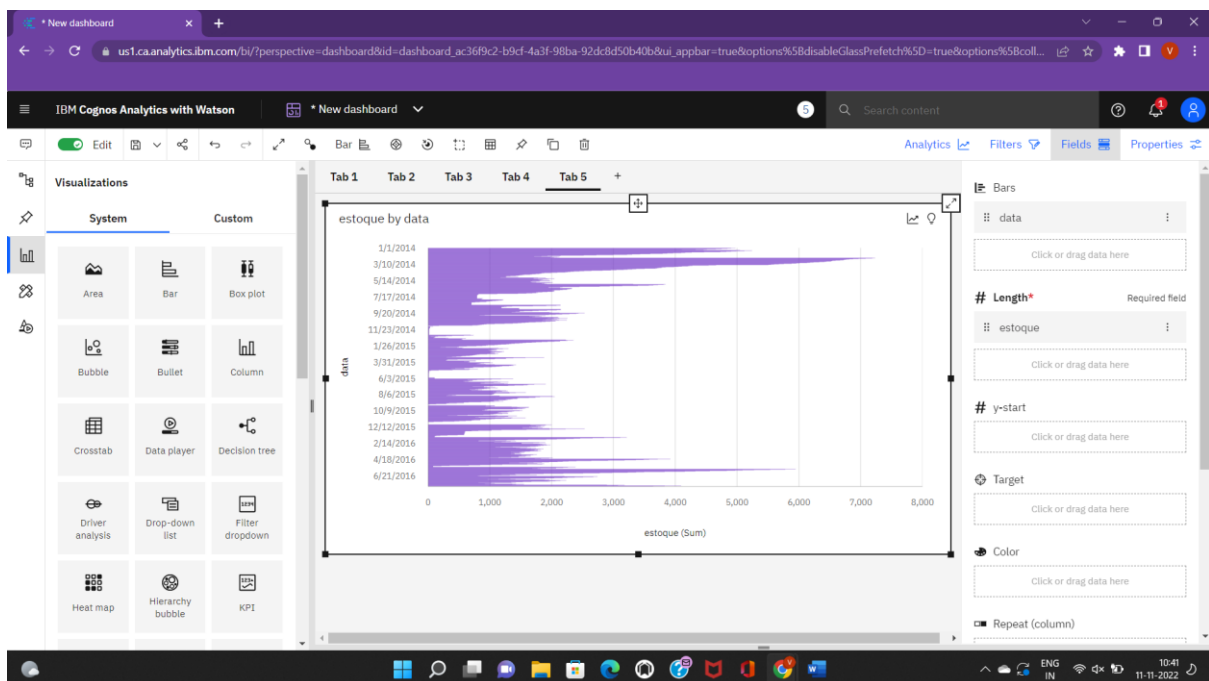 * New dashboard
us1.ca.analytics.ibm.com/bi/?perspective=dashboard&id=dashboard_ac36f9c2-b9cf-4a3f-98ba-92dc8d50b40b&ui_appbar=true&options%5BdisableGlassPrefetch%5D=true&options%5Bcoll...
V
IBM Cognos Analytics with Watson
* New dashboard
5
Search content
Edit
Bar
Analytics
Filters
Fields
Properties
Visualizations
System
Custom
Area
Bar
Box plot
Bubble
Bullet
Column
Crosstab
Data player
Decision tree
Driver
analysis
Drop-down
list
Filter
dropdown
Heat map
Hierarchy
bubble
KPI
Tab 1
Tab 2
Tab 3
Tab 4
Tab 5
estoque by data
data
1/1/2014
3/10/2014
5/14/2014
7/17/2014
9/20/2014
11/23/2014
1/26/2015
3/31/2015
6/3/2015
8/6/2015
10/9/2015
12/12/2015
2/14/2016
4/18/2016
6/21/2016
0
1,000
2,000
3,000
4,000
5,000
6,000
7,000
8,000
estoque (Sum)
Bars
data
Click or drag data here
# Length*
Required field
estoque
Click or drag data here
# y-start
Click or drag data here
Target
Click or drag data here
Color
Click or drag data here
Repeat (column)
ENG
IN
10:41
11-11-2022